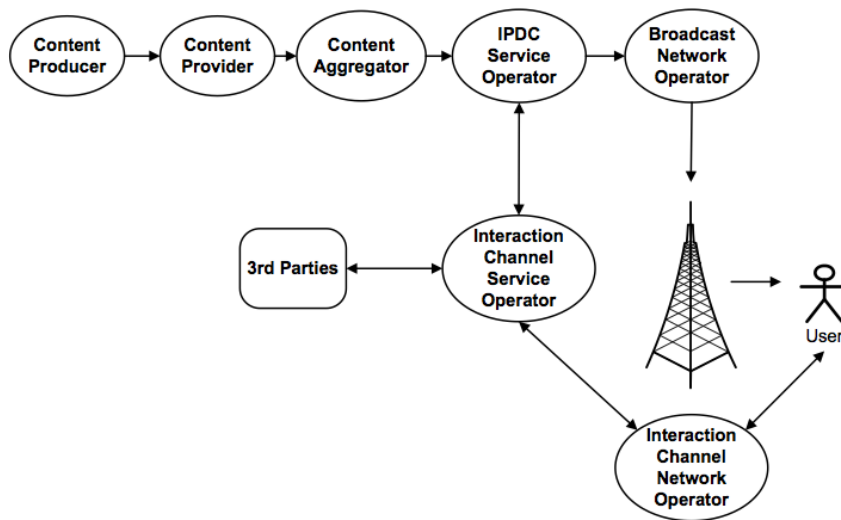 Content
Producer
Content
Provider
Content
Aggregator
IPDC
Service
Operator
Broadcast
Network
Operator
3rd Parties
Interaction
Channel
Service
Operator
User
Interaction
Channel
Network
Operator